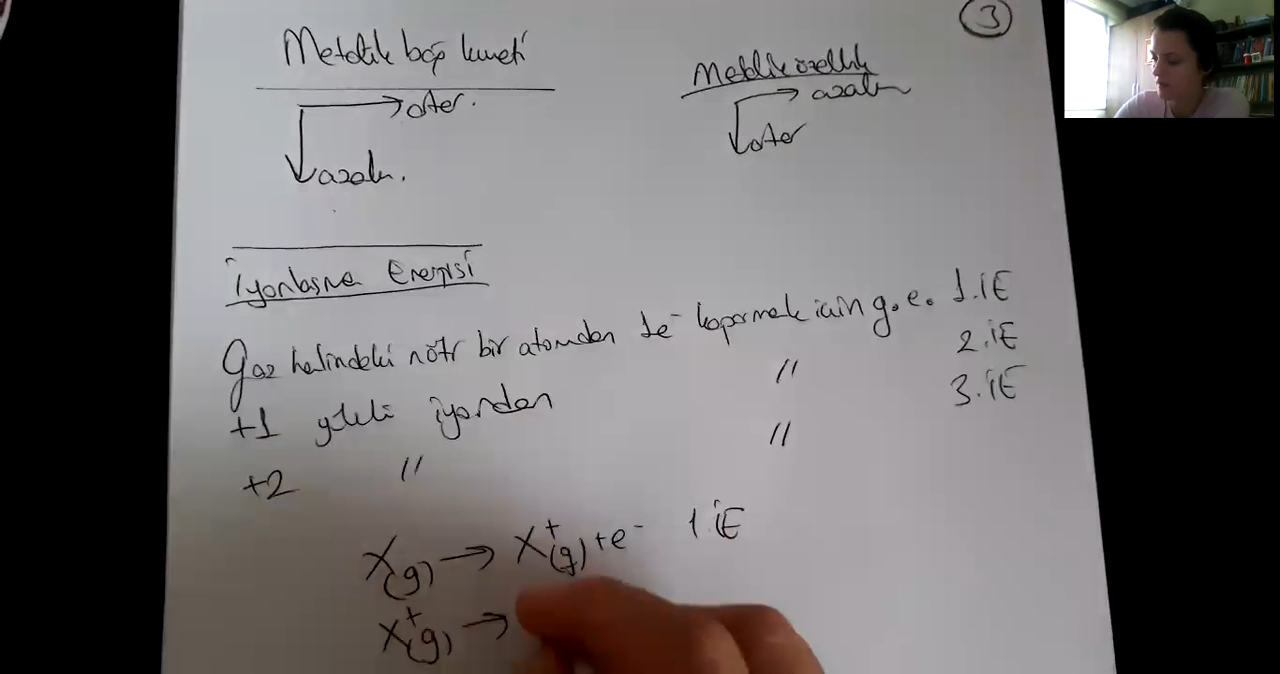 3
Metalik bağ kuvveti
artar.
azalır.
Metalik özellik
azalır
artar
İyonlaşma Enerjisi
Gaz halindeki nötr bir atomdan 1e⁻ koparmak için g.e. 1.İE
+1 yüklü iyondan // 2.İE
+2 // // 3.İE
X(g) → X⁺(g) + e⁻ 1.İE
X⁺(g) →